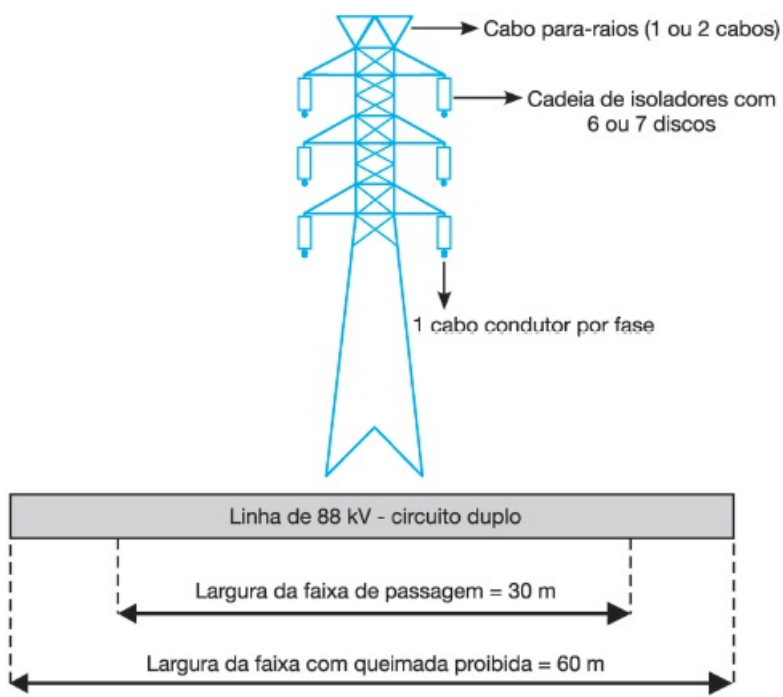 Cabo para-raios (1 ou 2 cabos)
Cadeia de isoladores com
6 ou 7 discos
1 cabo condutor por fase
Linha de 88 kV - circuito duplo
Largura da faixa de passagem = 30 m
Largura da faixa com queimada proibida = 60 m